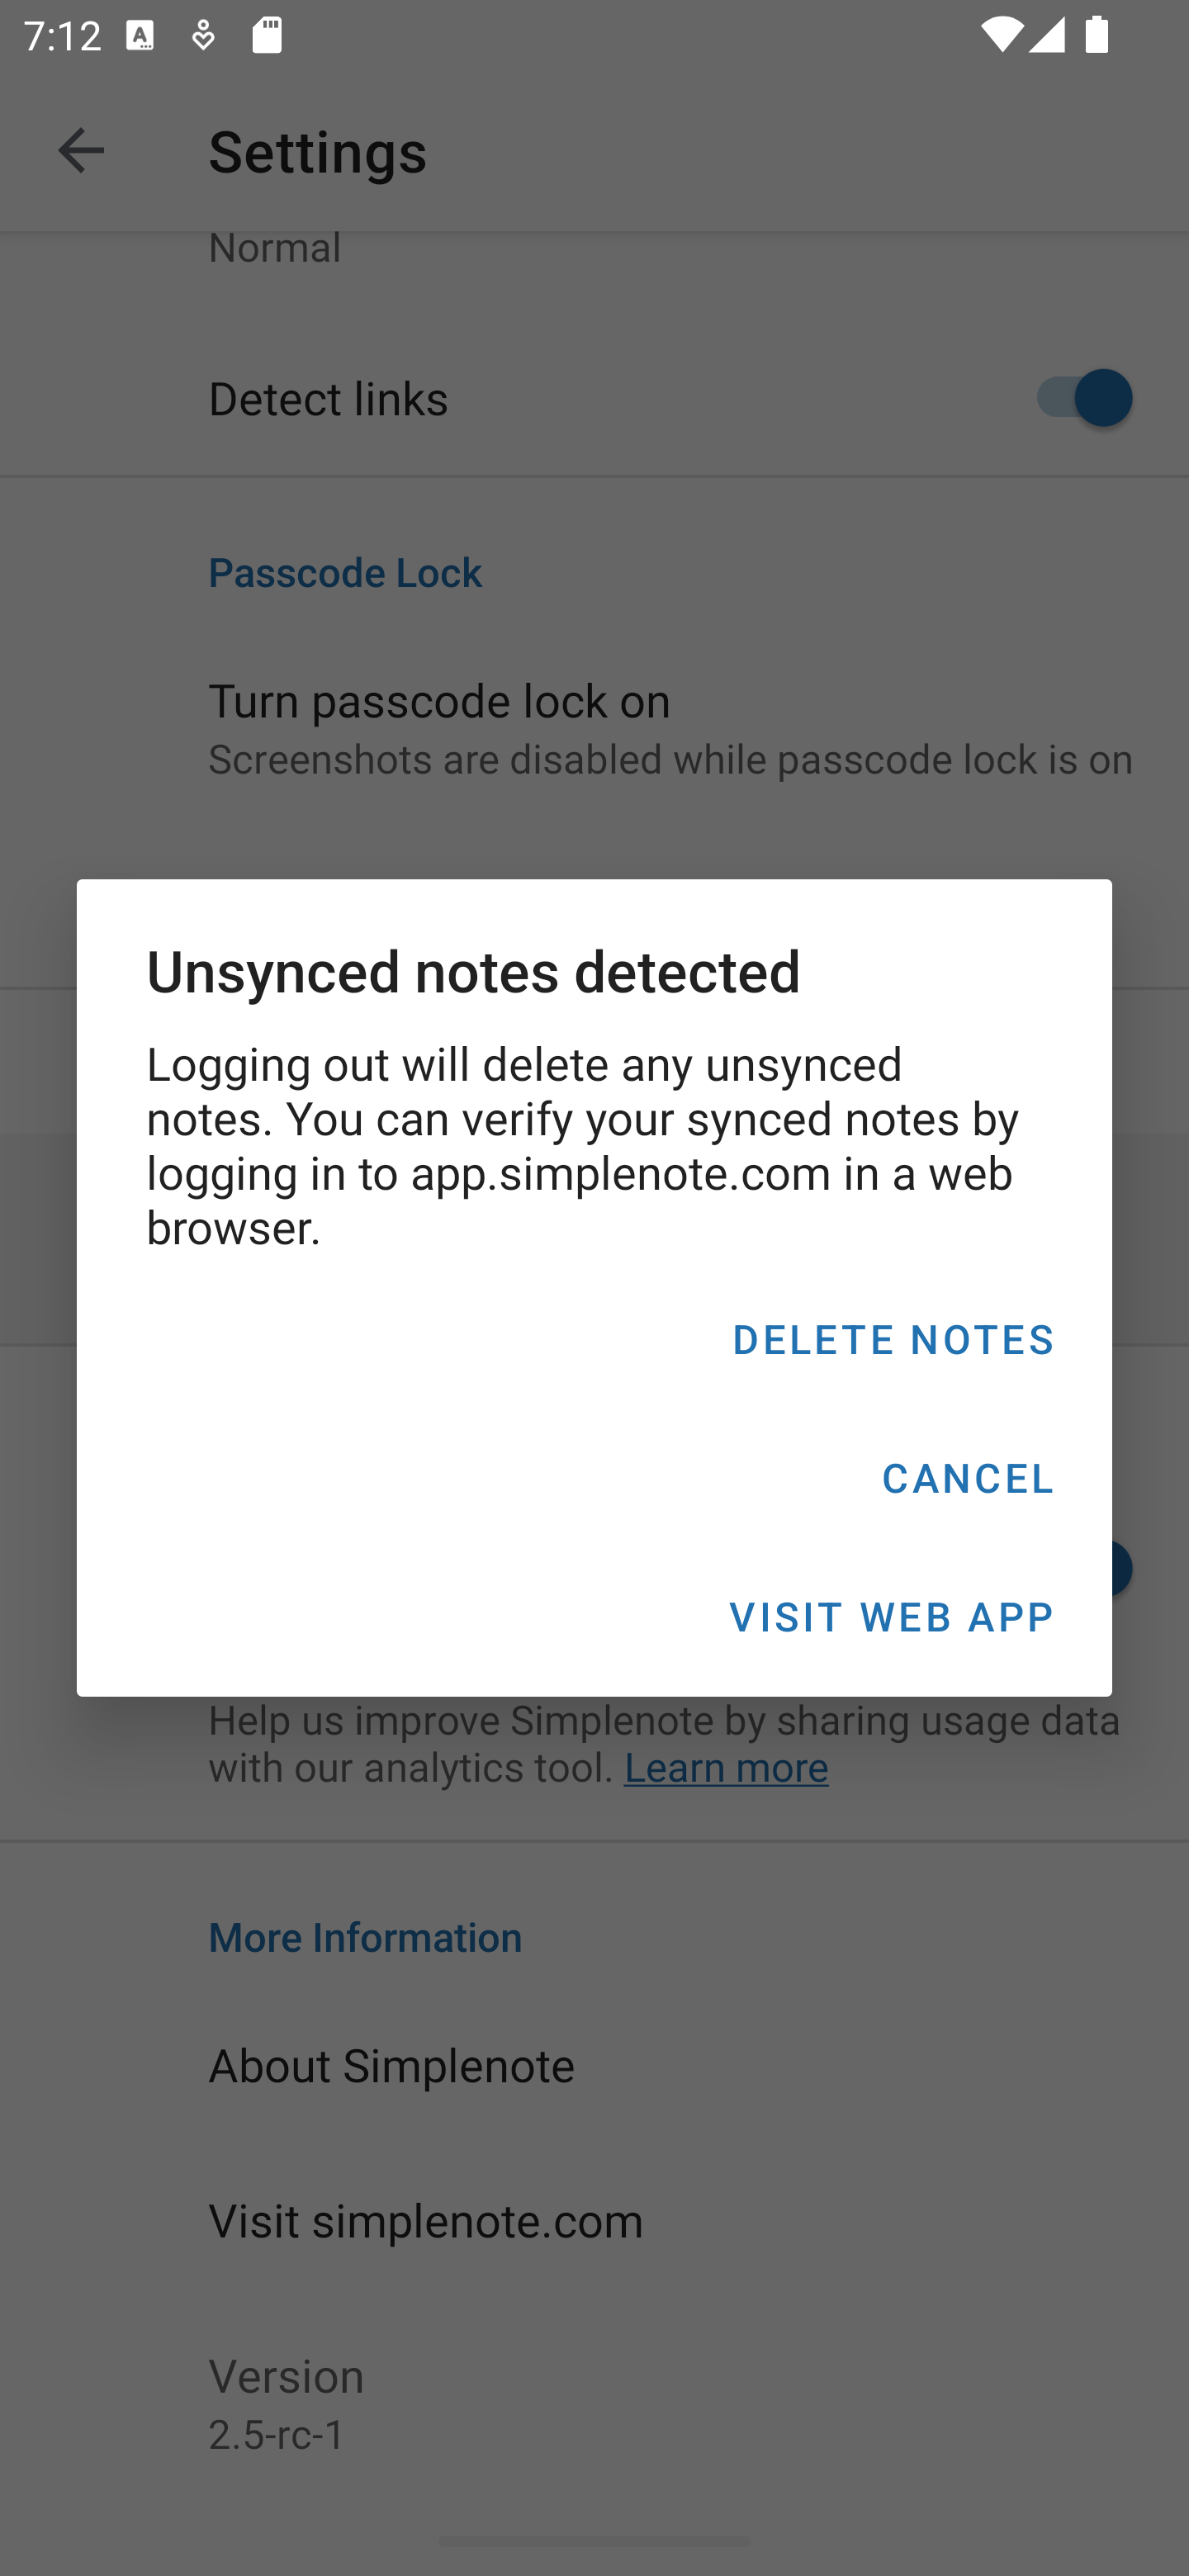 7:12
Settings
Normal
Detect links
Passcode Lock
Turn passcode lock on
Screenshots are disabled while passcode lock is on
Unsynced notes detected
Logging out will delete any unsynced
notes. You can verify your synced notes by
logging in to app.simplenote.com in a web
browser.
DELETE NOTES
CANCEL
VISIT WEB APP
Help us improve Simplenote by sharing usage data
with our analytics tool. Learn more
More Information
About Simplenote
Visit simplenote.com
Version
2.5-rc-1